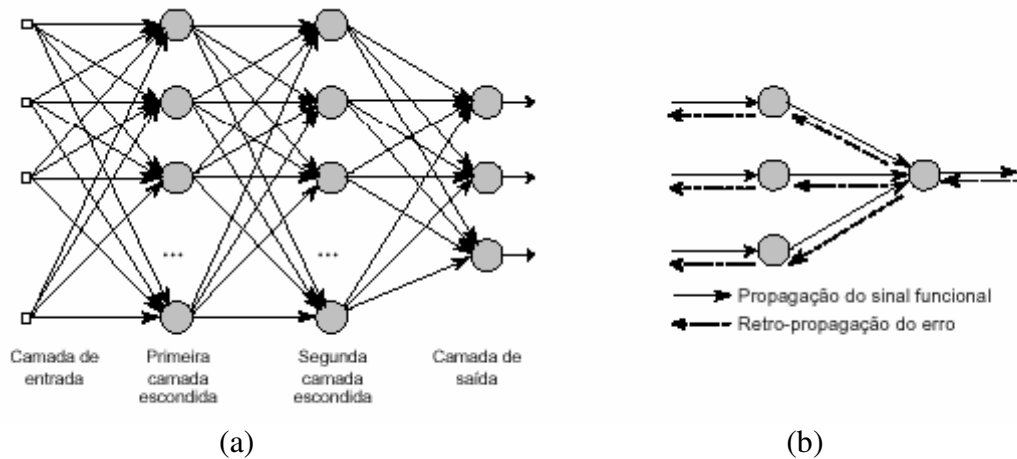 ...
...
Propagação do sinal funcional
Retro-propagação do erro
Camada de
entrada
Primeira
camada
escondida
Segunda
camada
escondida
Camada de
saída
(a)
(b)